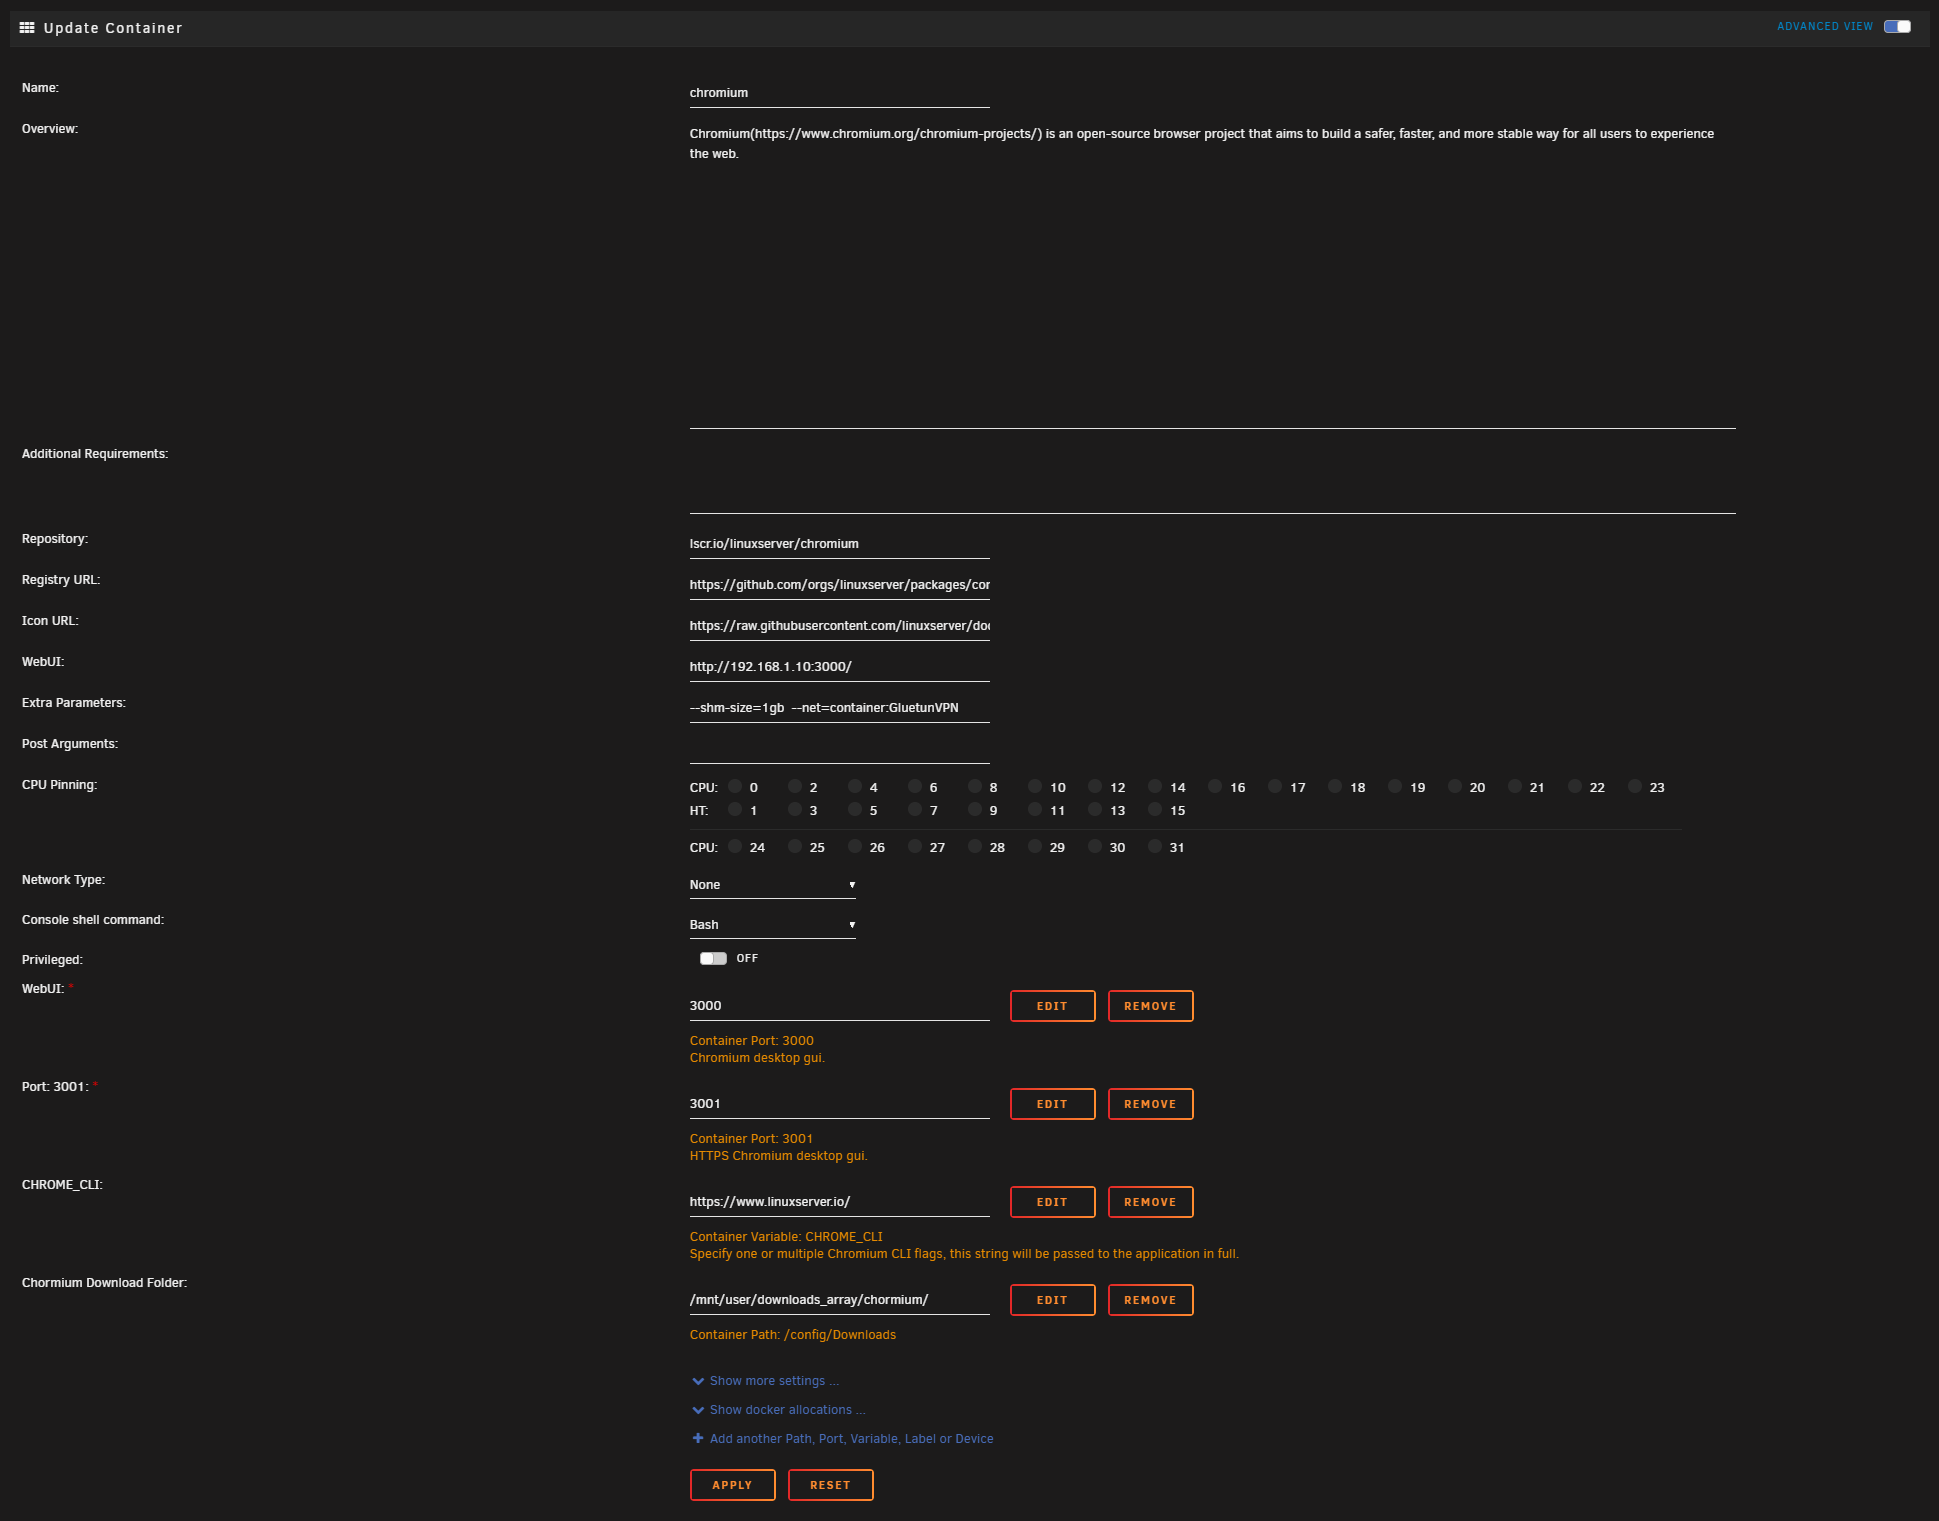 Update Container
ADVANCED VIEW
Name:
chromium
Overview:
Chromium(https://www.chromium.org/chromium-projects/) is an open-source browser project that aims to build a safer, faster, and more stable way for all users to experience
the web.
Additional Requirements:
Repository:
lscr.io/linuxserver/chromium
Registry URL:
https://github.com/orgs/linuxserver/packages/cor
Icon URL:
https://raw.githubusercontent.com/linuxserver/doc
WebUI:
http://192.168.1.10:3000/
Extra Parameters:
--shm-size=1gb  --net=container:GluetunVPN
Post Arguments:
CPU Pinning:
CPU: 0 2 4 6 8 10 12 14 16 17 18 19 20 21 22 23
HT: 1 3 5 7 9 11 13 15
CPU: 24 25 26 27 28 29 30 31
Network Type:
None
Console shell command:
Bash
Privileged:
OFF
WebUI: *
3000 EDIT REMOVE
Container Port: 3000
Chromium desktop gui.
Port: 3001: *
3001 EDIT REMOVE
Container Port: 3001
HTTPS Chromium desktop gui.
CHROME_CLI:
https://www.linuxserver.io/ EDIT REMOVE
Container Variable: CHROME_CLI
Specify one or multiple Chromium CLI flags, this string will be passed to the application in full.
Chormium Download Folder:
/mnt/user/downloads_array/chormium/ EDIT REMOVE
Container Path: /config/Downloads
Show more settings ...
Show docker allocations ...
Add another Path, Port, Variable, Label or Device
APPLY RESET